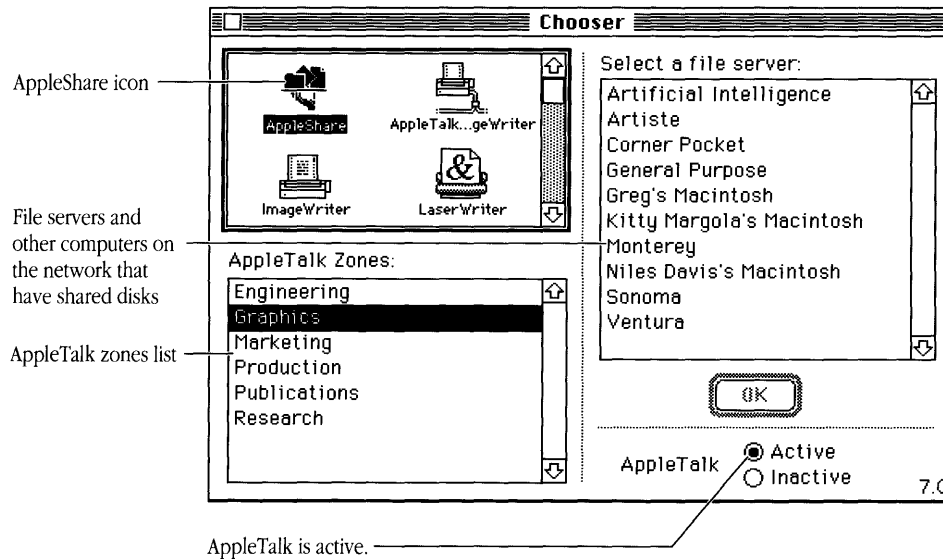 Chooser
AppleShare icon
AppleShare
AppleTalk...geWriter
ImageWriter
LaserWriter
File servers and
other computers on
the network that
have shared disks
AppleTalk Zones:
Engineering
Graphics
Marketing
Production
Publications
Research
AppleTalk zones list
Select a file server:
Artificial Intelligence
Artiste
Corner Pocket
General Purpose
Greg's Macintosh
Kitty Margola's Macintosh
Monterey
Niles Davis's Macintosh
Sonoma
Ventura
OK
AppleTalk
Active
Inactive
7.0
AppleTalk is active.